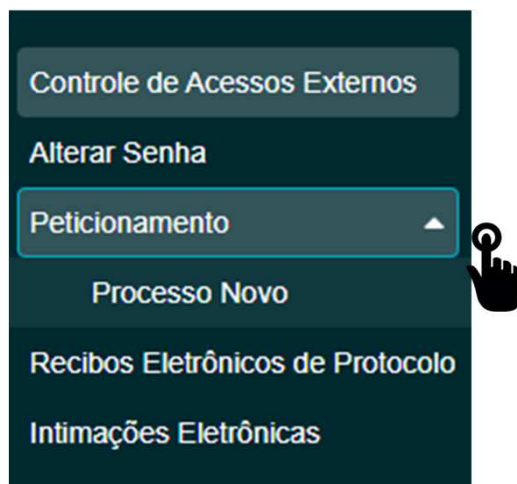 Controle de Acessos Externos
Alterar Senha
Peticionamento
Processo Novo
Recibos Eletrônicos de Protocolo
Intimações Eletrônicas